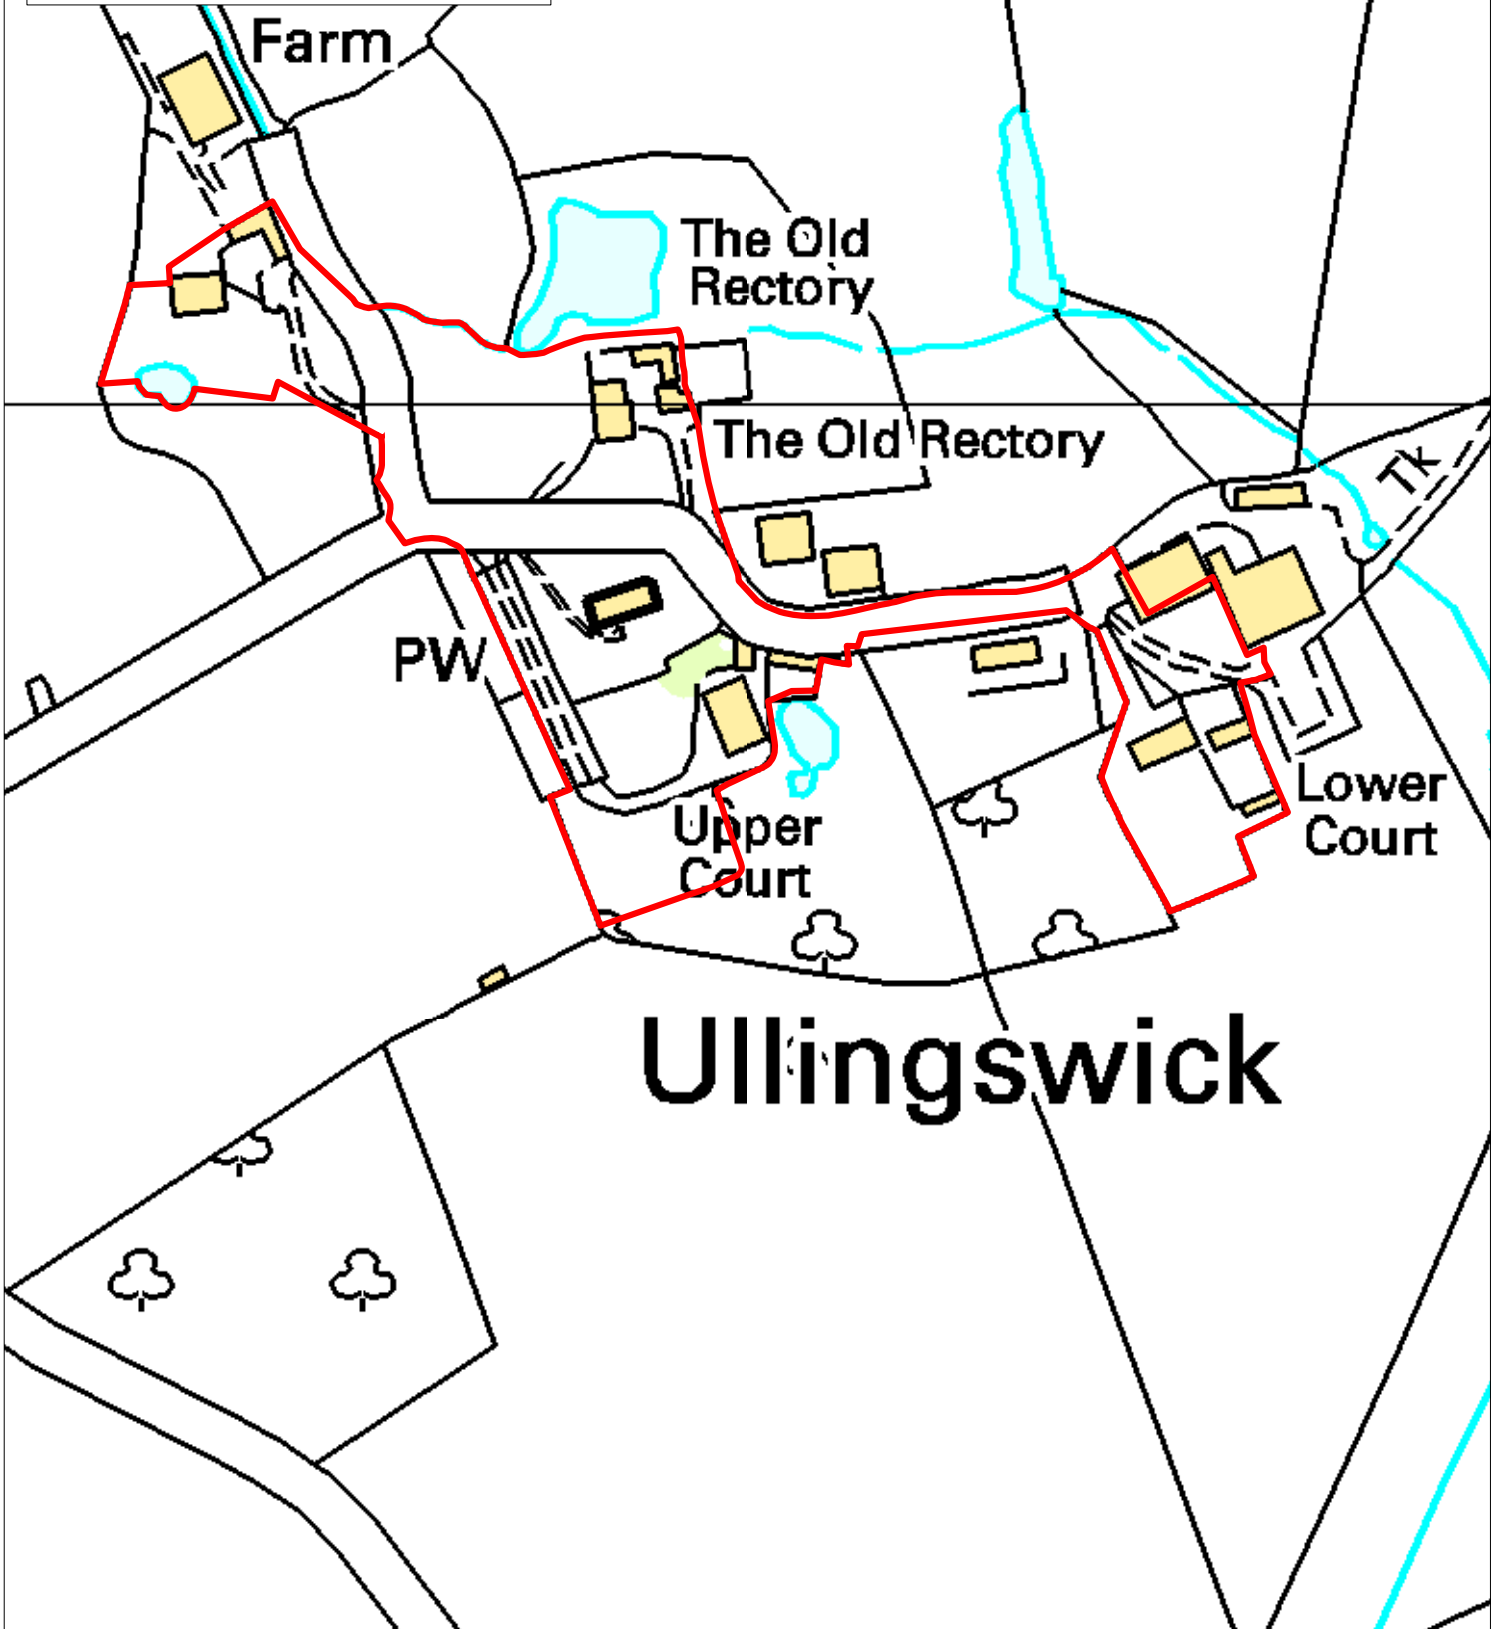 Farm
The Old
Rectory
The Old Rectory
Tk
PW
Upper
Court
Lower
Court
Ullingswick